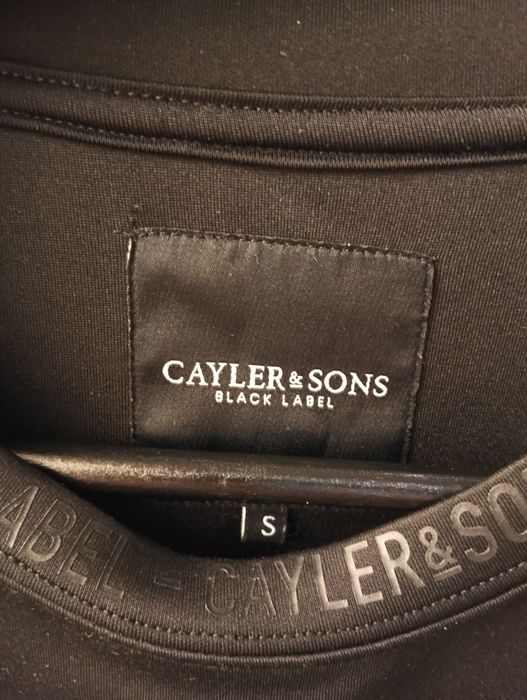 CAYLER & SONS
BLACK LABEL
S
ABEL - CAYLER & SO